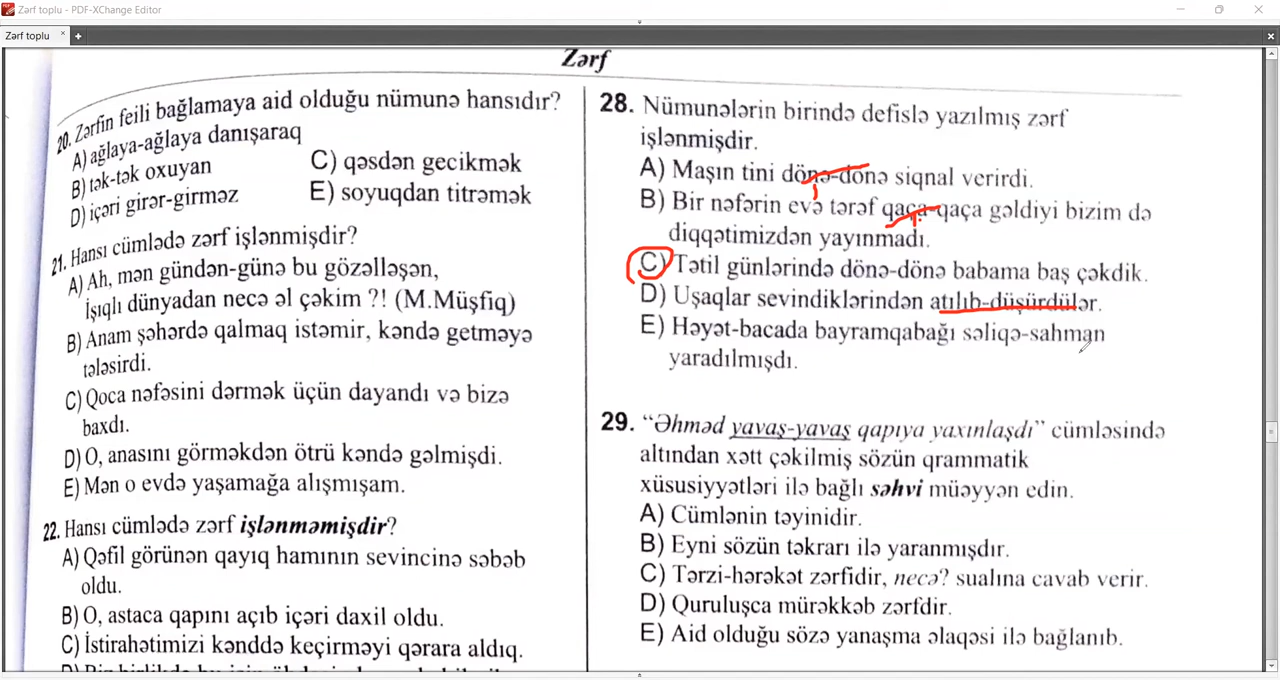 Zərf toplu - PDF-XChange Editor
Zərf toplu
Zərf
20. Zərfin feili bağlamaya aid olduğu nümunə hansıdır?
A) ağlaya-ağlaya danışaraq
B) tək-tək oxuyan
C) qəsdən gecikmək
D) içəri girər-girməz
E) soyuqdan titrəmək
21. Hansı cümlədə zərf işlənmişdir?
A) Ah, mən gündən-günə bu gözəlləşən,
İşıqlı dünyadan necə əl çəkim ?! (M.Müşfiq)
B) Anam şəhərdə qalmaq istəmir, kəndə getməyə
tələsirdi.
C) Qoca nəfəsini dərmək üçün dayandı və bizə
baxdı.
D) O, anasını görməkdən ötrü kəndə gəlmişdi.
E) Mən o evdə yaşamağa alışmışam.
22. Hansı cümlədə zərf işlənməmişdir?
A) Qəfil görünən qayıq hamının sevincinə səbəb
oldu.
B) O, astaca qapını açıb içəri daxil oldu.
C) İstirahətimizi kənddə keçirməyi qərara aldıq.
28. Nümunələrin birində defislə yazılmış zərf
işlənmişdir.
A) Maşın tini dönə-dönə siqnal verirdi.
B) Bir nəfərin evə tərəf qaça-qaça gəldiyi bizim də
diqqətimizdən yayınmadı.
C) Tətil günlərində dönə-dönə babama baş çəkdik.
D) Uşaqlar sevindiklərindən atılıb-düşürdülər.
E) Həyət-bacada bayramqabağı səliqə-sahman
yaradılmışdı.
29. “Əhməd yavaş-yavaş qapıya yaxınlaşdı” cümləsində
altından xətt çəkilmiş sözün qrammatik
xüsusiyyətləri ilə bağlı səhvi müəyyən edin.
A) Cümlənin təyinidir.
B) Eyni sözün təkrarı ilə yaranmışdır.
C) Tərzi-hərəkət zərfidir, necə? sualına cavab verir.
D) Quruluşca mürəkkəb zərfdir.
E) Aid olduğu sözə yanaşma əlaqəsi ilə bağlanıb.